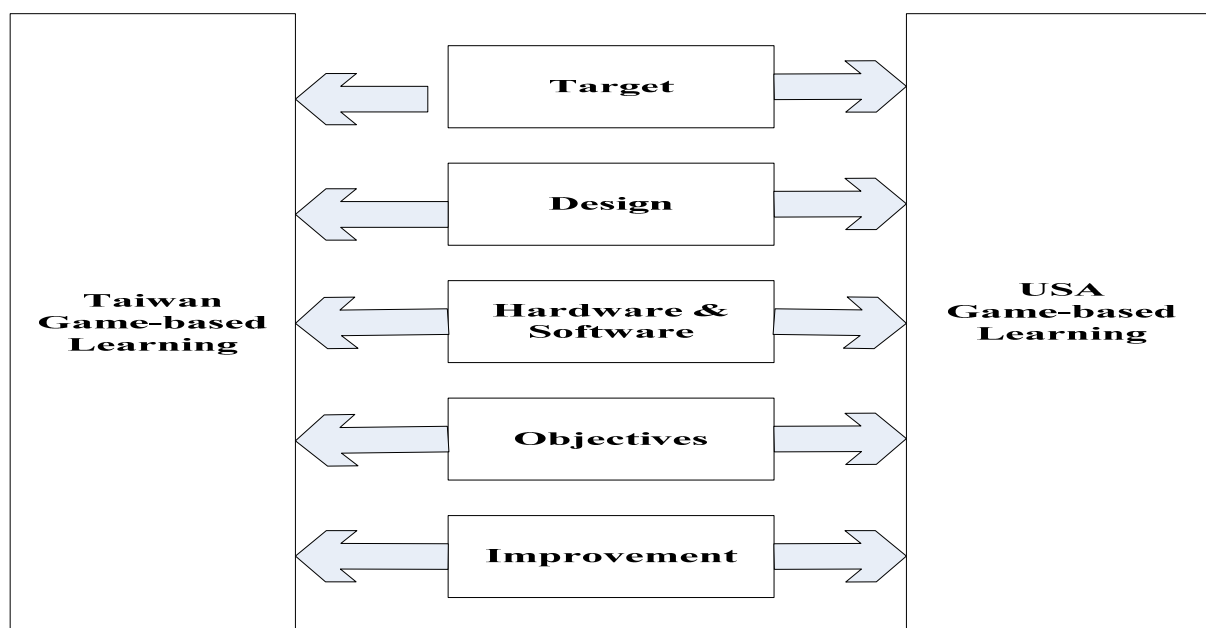 Target
Design
Taiwan
Game-based
Learning
Hardware &
Software
USA
Game-based
Learning
Objectives
Improvement